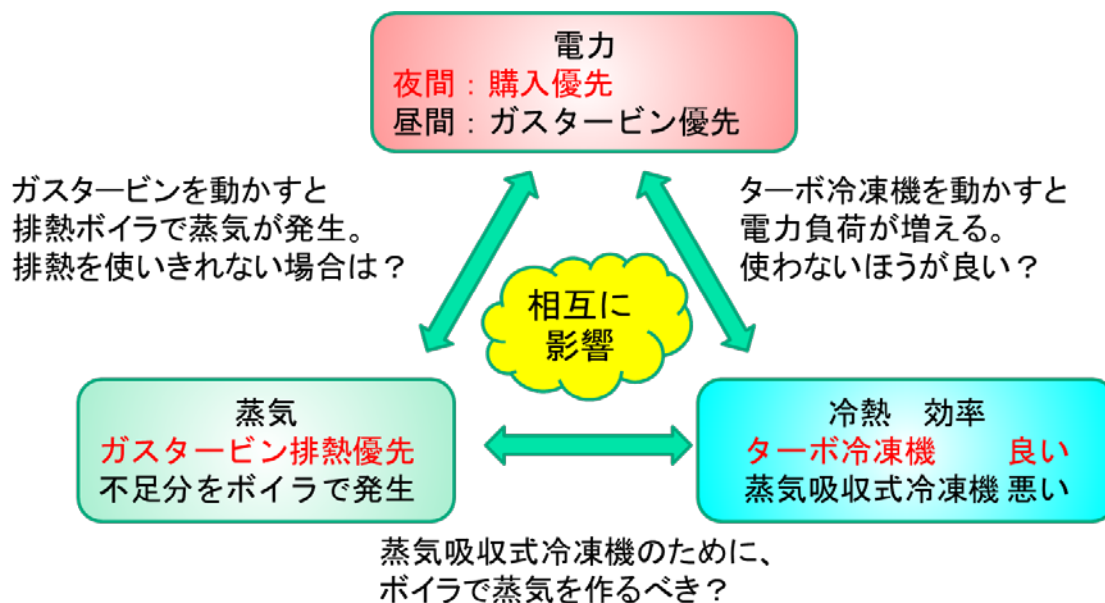 電力
夜間：購入優先
昼間：ガスタービン優先
ガスタービンを動かすと
排熱ボイラで蒸気が発生。
排熱を使いきれない場合は？
ターボ冷凍機を動かすと
電力負荷が増える。
使わないほうが良い？
相互に
影響
蒸気
ガスタービン排熱優先
不足分をボイラで発生
冷熱　効率
ターボ冷凍機　　良い
蒸気吸収式冷凍機 悪い
蒸気吸収式冷凍機のために、
ボイラで蒸気を作るべき？